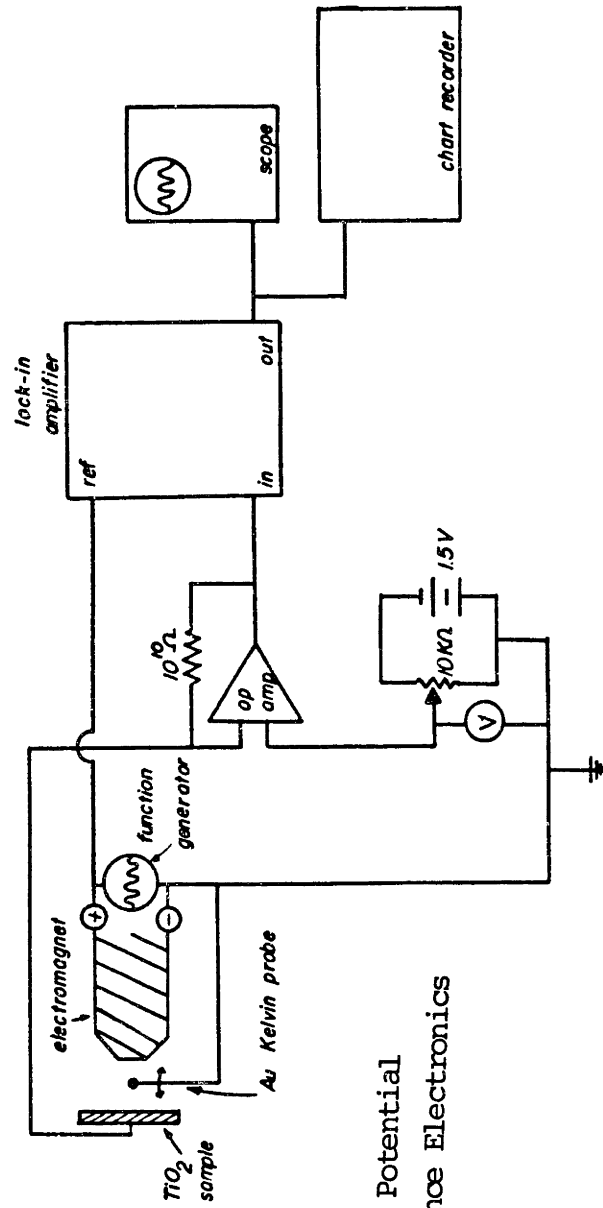 lock-in
amplifier
ref
in
out
scope
chart recorder
10¹⁰Ω
op
amp
10KΩ
1.5V
V
electromagnet
function
generator
+
-
Au Kelvin probe
TiO₂
sample
Potential
Electronics